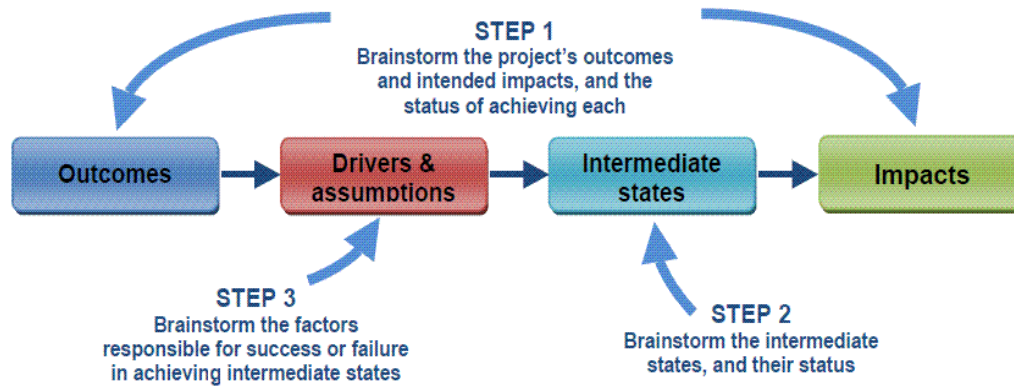 STEP 1
Brainstorm the project's outcomes
and intended impacts, and the
status of achieving each
Outcomes
Drivers &
assumptions
Intermediate
states
Impacts
STEP 3
Brainstorm the factors
responsible for success or failure
in achieving intermediate states
STEP 2
Brainstorm the intermediate
states, and their status